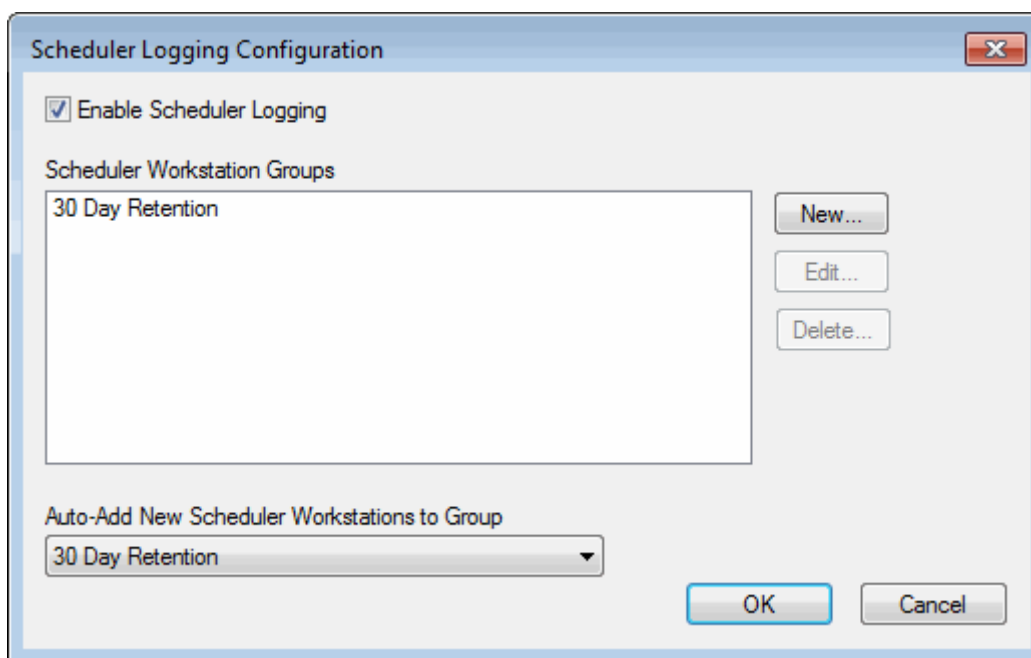 Scheduler Logging Configuration
Enable Scheduler Logging
Scheduler Workstation Groups
30 Day Retention
New...
Edit...
Delete...
Auto-Add New Scheduler Workstations to Group
30 Day Retention
OK
Cancel